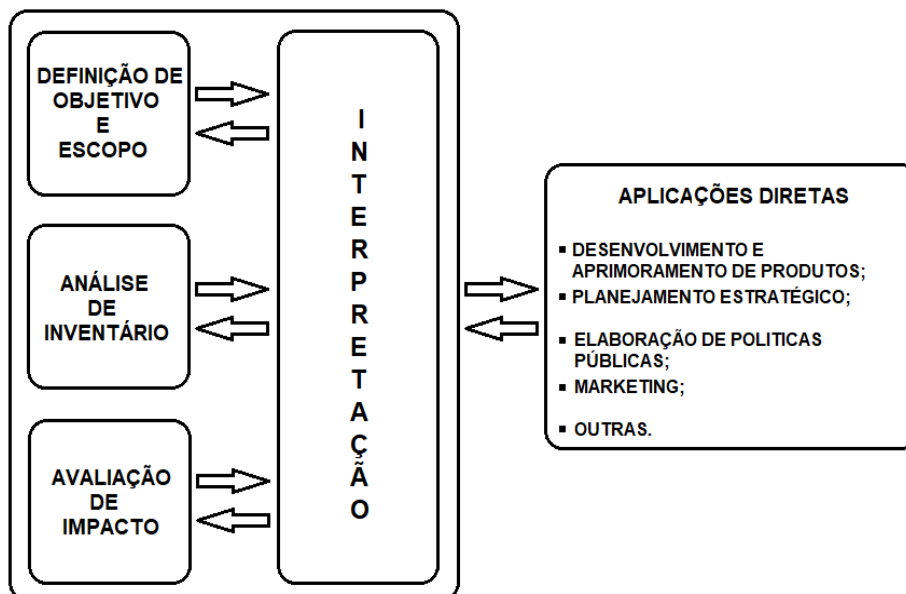 DEFINIÇÃO DE
OBJETIVO
E
ESCOPO
ANÁLISE
DE
INVENTÁRIO
AVALIAÇÃO
DE
IMPACTO
INTERPRETAÇÃO
APLICAÇÕES DIRETAS
▪ DESENVOLVIMENTO E
APRIMORAMENTO DE PRODUTOS;
▪ PLANEJAMENTO ESTRATÉGICO;
▪ ELABORAÇÃO DE POLITICAS
PÚBLICAS;
▪ MARKETING;
▪ OUTRAS.